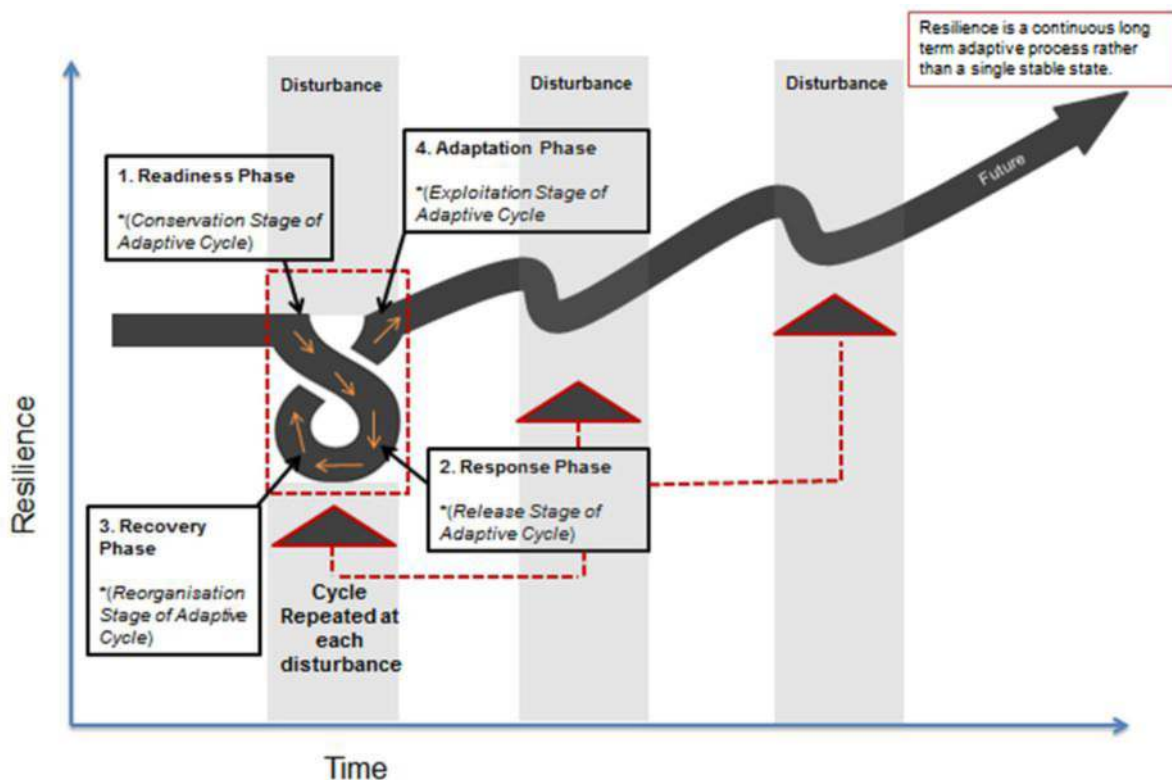 Resilience is a continuous long
term adaptive process rather
than a single stable state.
Disturbance
Disturbance
Disturbance
1. Readiness Phase
*(Conservation Stage of
Adaptive Cycle)
4. Adaptation Phase
*(Exploitation Stage of
Adaptive Cycle
Future
2. Response Phase
*(Release Stage of
Adaptive Cycle)
3. Recovery
Phase
*(Reorganisation
Stage of Adaptive
Cycle)
Cycle
Repeated at
each
disturbance
Resilience
Time